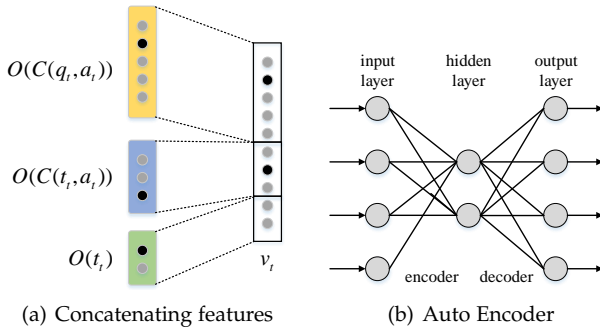 O(C(q_t, a_t))
O(C(t_t, a_t))
O(t_t)
v_t
(a) Concatenating features
input layer
hidden layer
output layer
encoder
decoder
(b) Auto Encoder